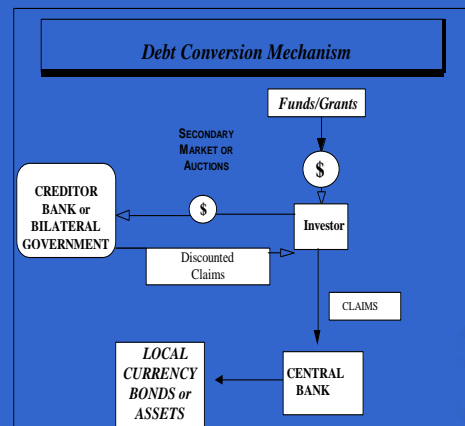 Debt Conversion Mechanism
Funds/Grants
SECONDARY
MARKET OR
AUCTIONS
$
$
CREDITOR
BANK or
BILATERAL
GOVERNMENT
Investor
Discounted
Claims
CLAIMS
LOCAL
CURRENCY
BONDS or
ASSETS
CENTRAL
BANK